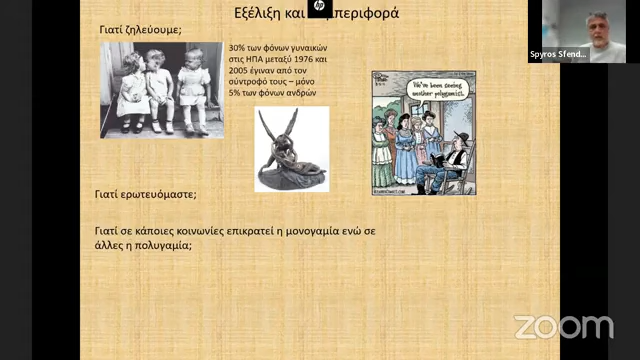 Εξέλιξη και περιφορά
Γιατί ζηλεύουμε;
30% των φόνων γυναικών
στις ΗΠΑ μεταξύ 1976 και
2005 έγιναν από τον
σύντροφό τους – μόνο
5% των φόνων ανδρών
We've been seeing
another polygamist.
Γιατί ερωτευόμαστε;
Γιατί σε κάποιες κοινωνίες επικρατεί η μονογαμία ενώ σε
άλλες η πολυγαμία;
Spyros Sfend...
hp
zoom